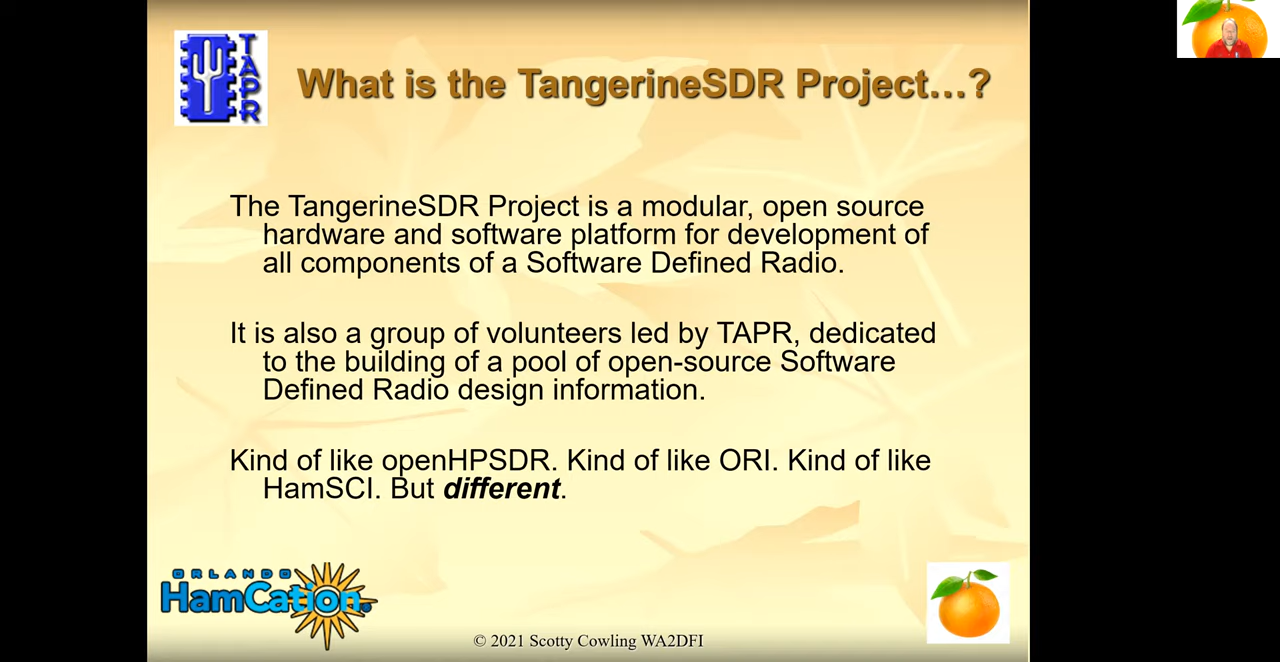 TAPR
What is the TangerineSDR Project…?
The TangerineSDR Project is a modular, open source
hardware and software platform for development of
all components of a Software Defined Radio.
It is also a group of volunteers led by TAPR, dedicated
to the building of a pool of open-source Software
Defined Radio design information.
Kind of like openHPSDR. Kind of like ORI. Kind of like
HamSCI. But different.
ORLANDO
HamCation.
© 2021 Scotty Cowling WA2DFI